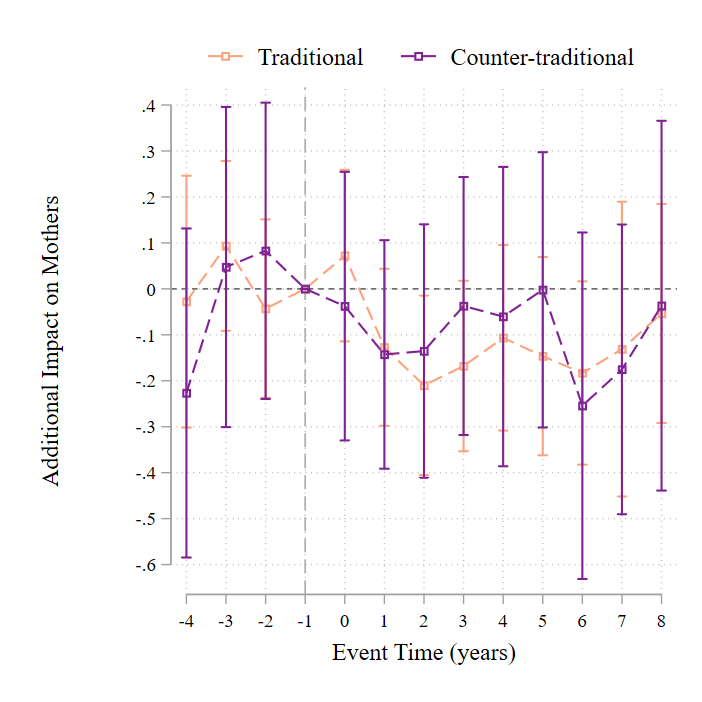 Traditional Counter-traditional
Additional Impact on Mothers
.4
.3
.2
.1
0
-.1
-.2
-.3
-.4
-.5
-.6
-4 -3 -2 -1 0 1 2 3 4 5 6 7 8
Event Time (years)